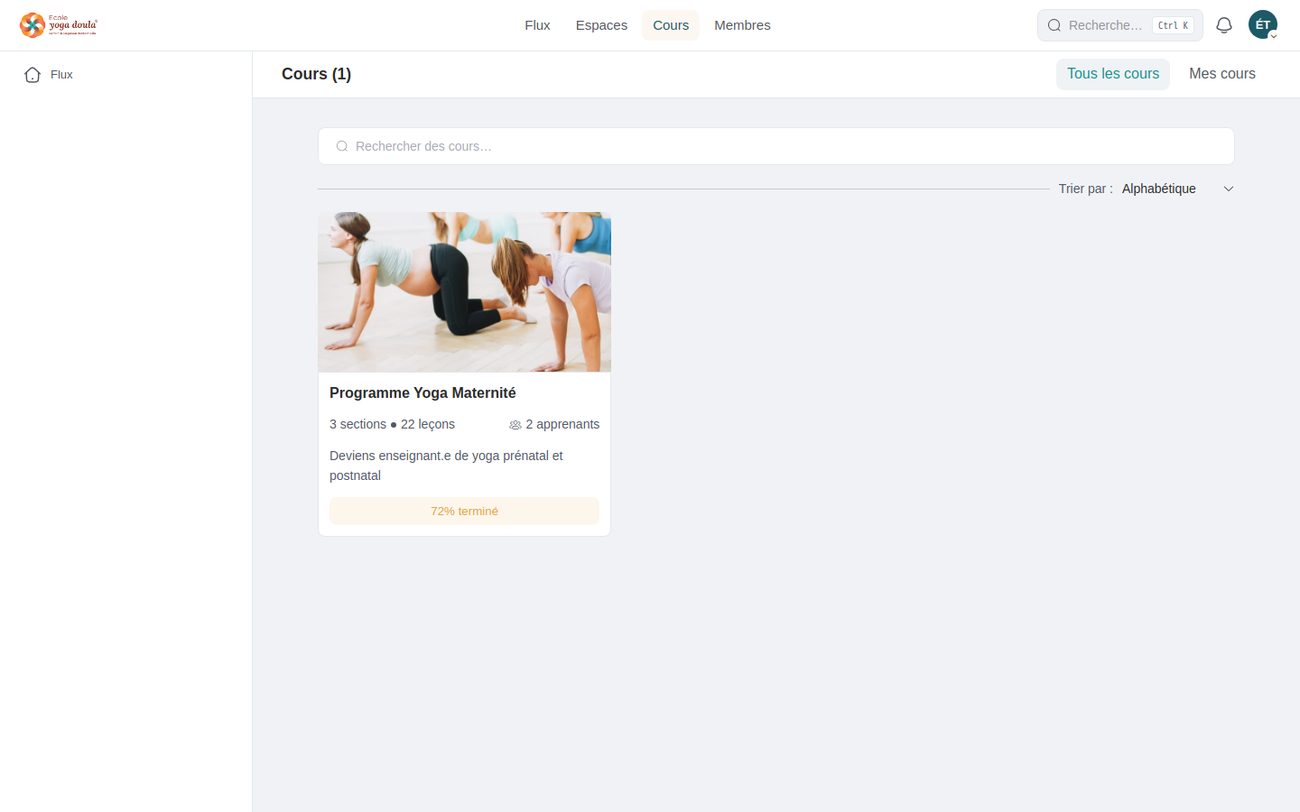 Ecole
yoga doula
Flux
Espaces
Cours
Membres
Recherche…
Ctrl K
ÉT
Flux
Cours (1)
Tous les cours
Mes cours
Rechercher des cours…
Trier par :
Alphabétique
Programme Yoga Maternité
3 sections ● 22 leçons
2 apprenants
Deviens enseignant.e de yoga prénatal et
postnatal
72% terminé